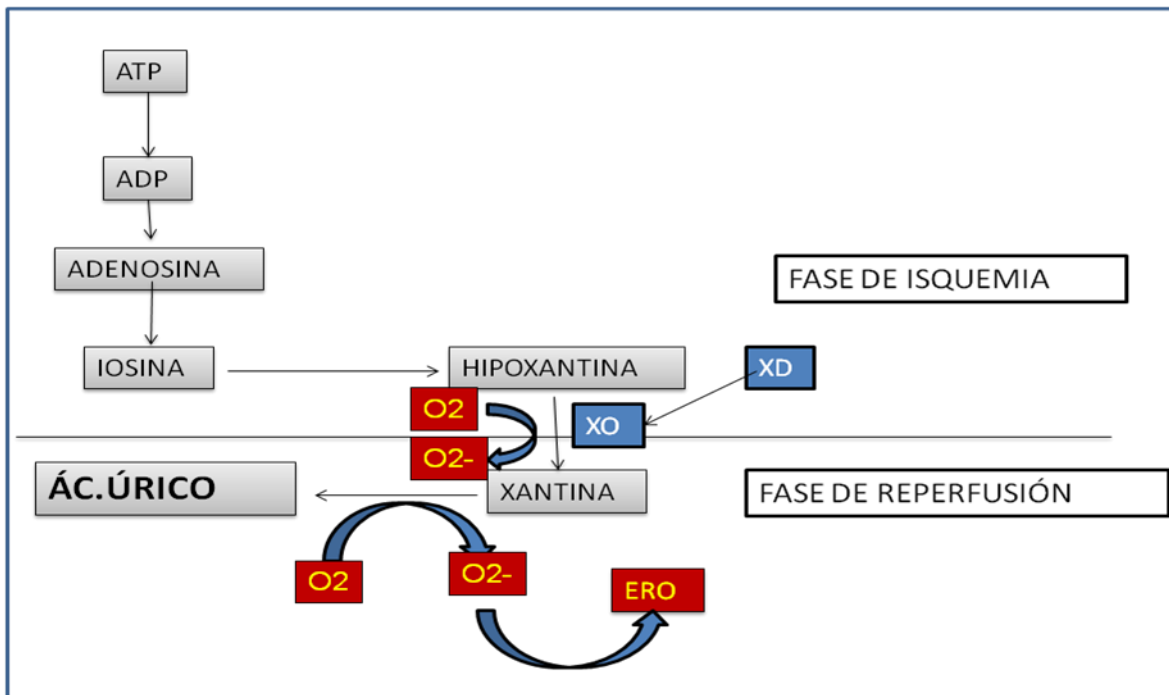 ATP
ADP
ADENOSINA
FASE DE ISQUEMIA
IOSINA
HIPOXANTINA
XD
O2
XO
O2-
ÁC.ÚRICO
XANTINA
FASE DE REPERFUSIÓN
O2
O2-
ERO